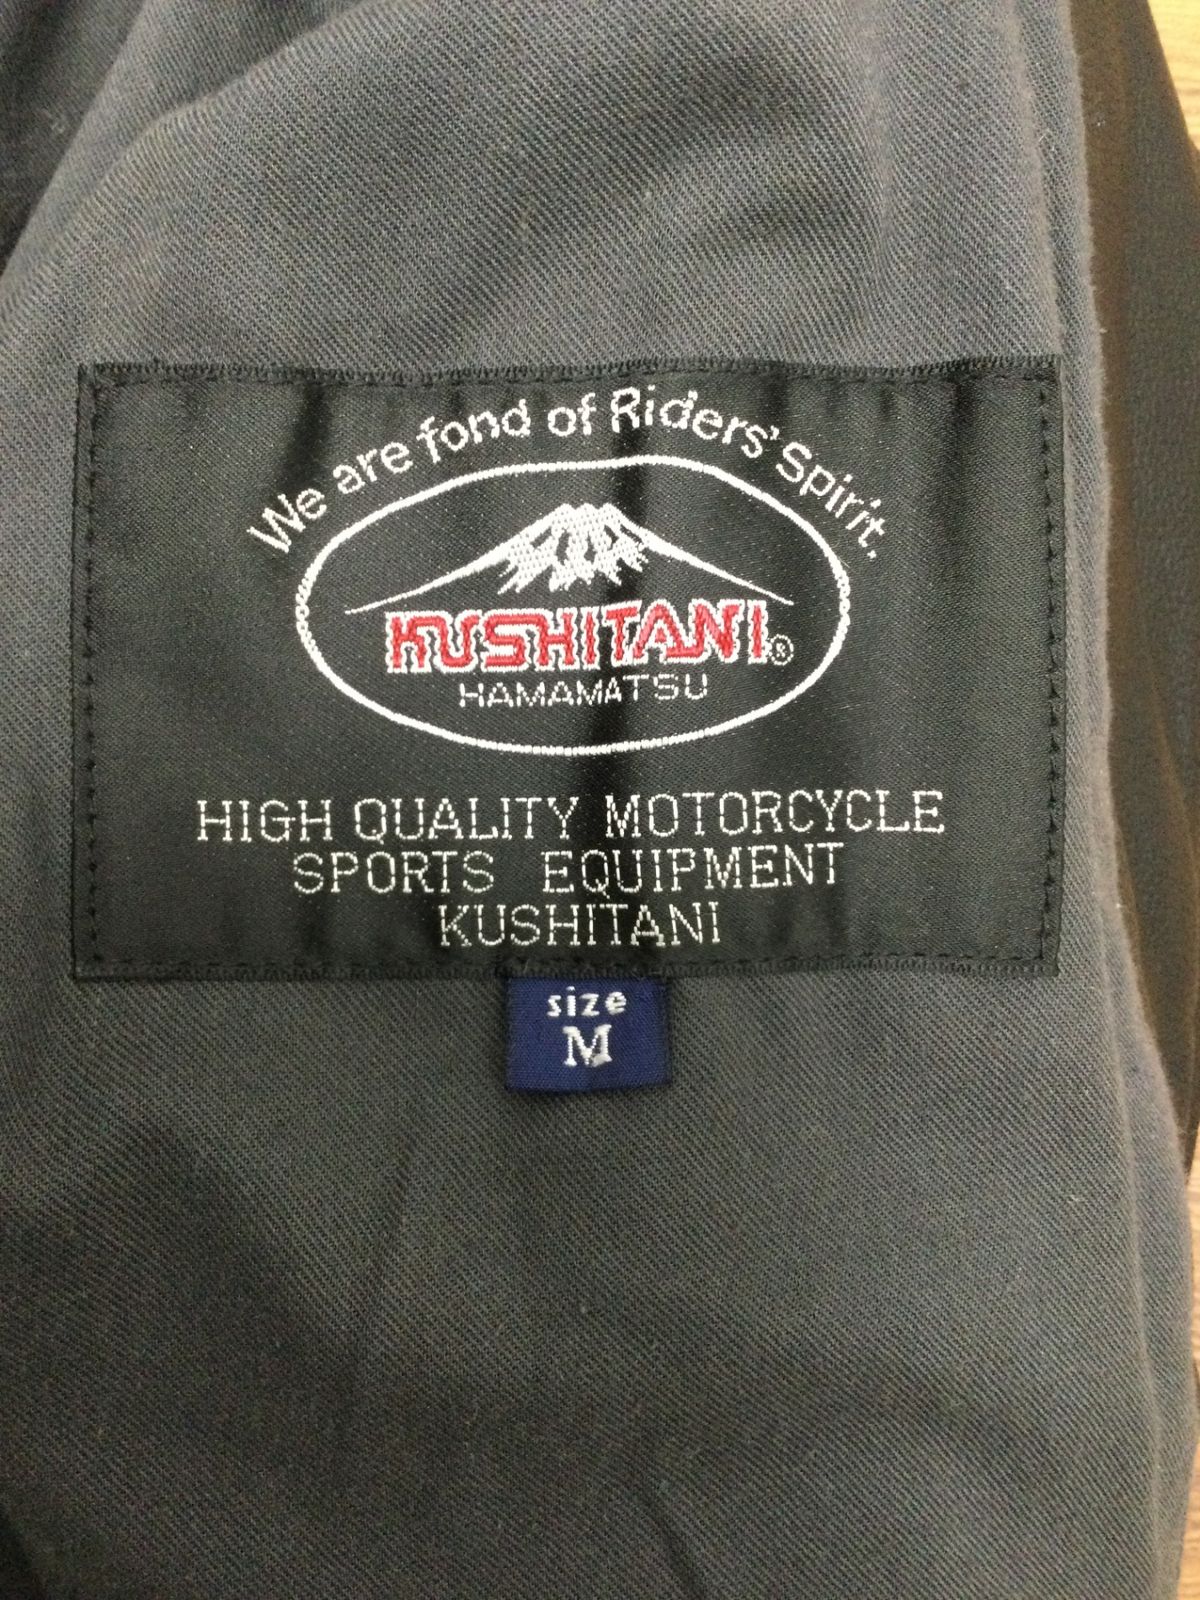 We are fond of Riders' Spirit.
KUSHITANI®
HAMAMATSU
HIGH QUALITY MOTORCYCLE
SPORTS EQUIPMENT
KUSHITANI
size
M